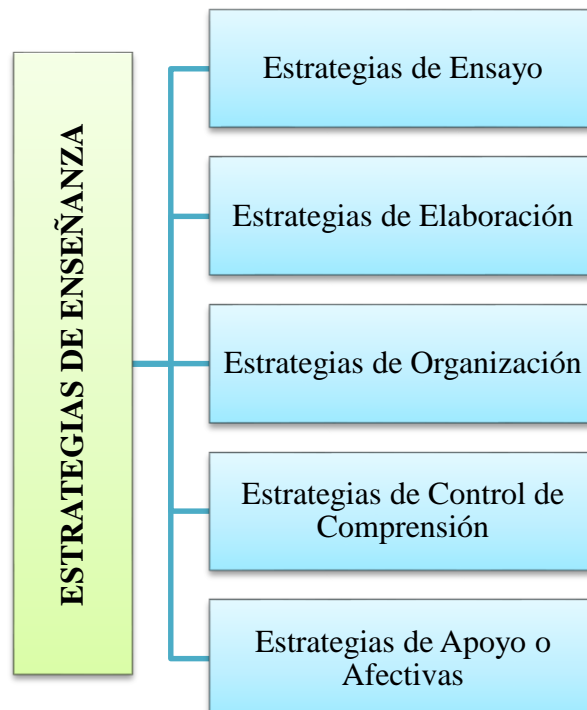 ESTRATEGIAS DE ENSEÑANZA
Estrategias de Ensayo
Estrategias de Elaboración
Estrategias de Organización
Estrategias de Control de
Comprensión
Estrategias de Apoyo o
Afectivas